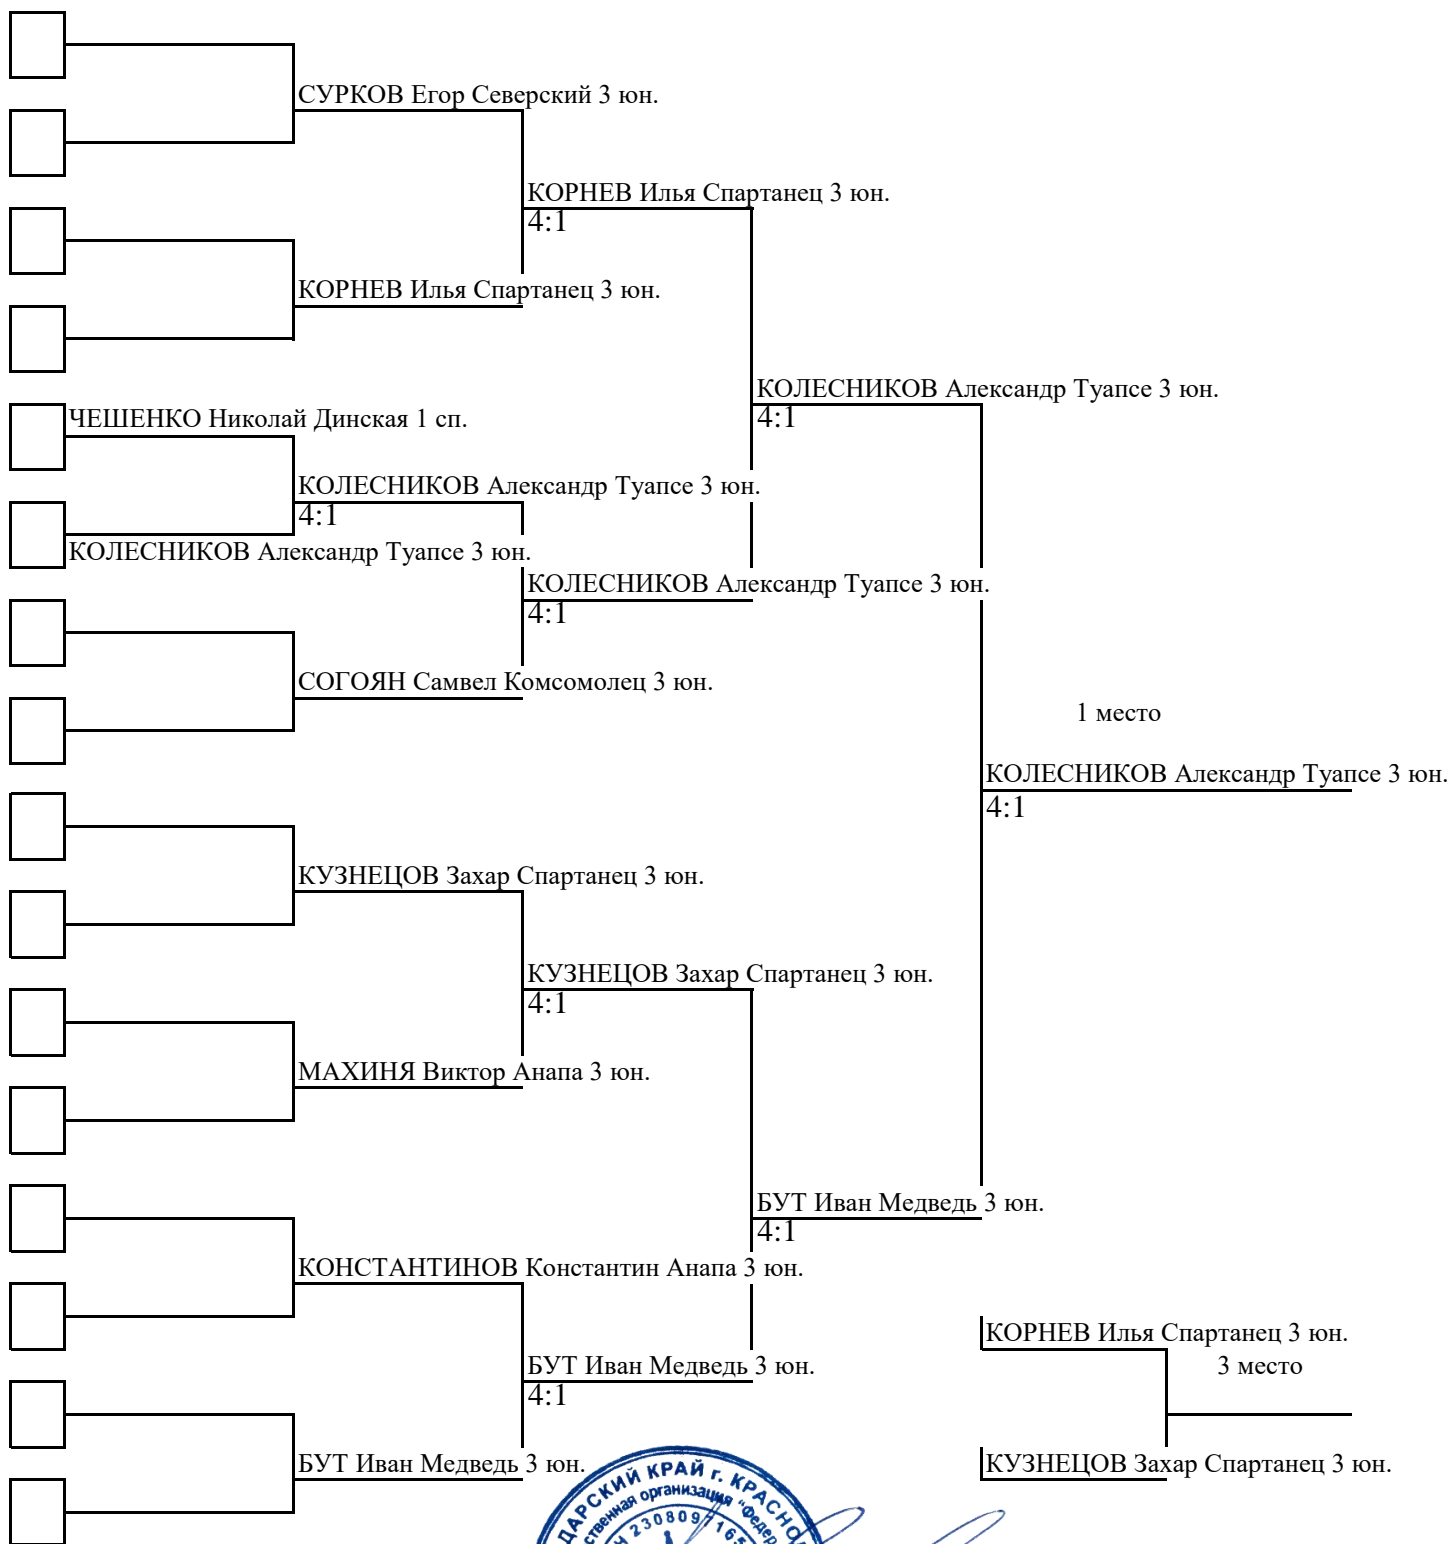 СУРКОВ Егор Северский 3 юн.
КОРНЕВ Илья Спартанец 3 юн.
4:1
КОРНЕВ Илья Спартанец 3 юн.
КОЛЕСНИКОВ Александр Туапсе 3 юн.
4:1
ЧЕШЕНКО Николай Динская 1 сп.
КОЛЕСНИКОВ Александр Туапсе 3 юн.
4:1
КОЛЕСНИКОВ Александр Туапсе 3 юн.
КОЛЕСНИКОВ Александр Туапсе 3 юн.
4:1
СОГОЯН Самвел Комсомолец 3 юн.
1 место
КОЛЕСНИКОВ Александр Туапсе 3 юн.
4:1
КУЗНЕЦОВ Захар Спартанец 3 юн.
КУЗНЕЦОВ Захар Спартанец 3 юн.
4:1
МАХИНЯ Виктор Анапа 3 юн.
БУТ Иван Медведь 3 юн.
4:1
КОНСТАНТИНОВ Константин Анапа 3 юн.
КОРНЕВ Илья Спартанец 3 юн.
БУТ Иван Медведь 3 юн.
3 место
4:1
БУТ Иван Медведь 3 юн.
КУЗНЕЦОВ Захар Спартанец 3 юн.
КРАЙ г.
организация